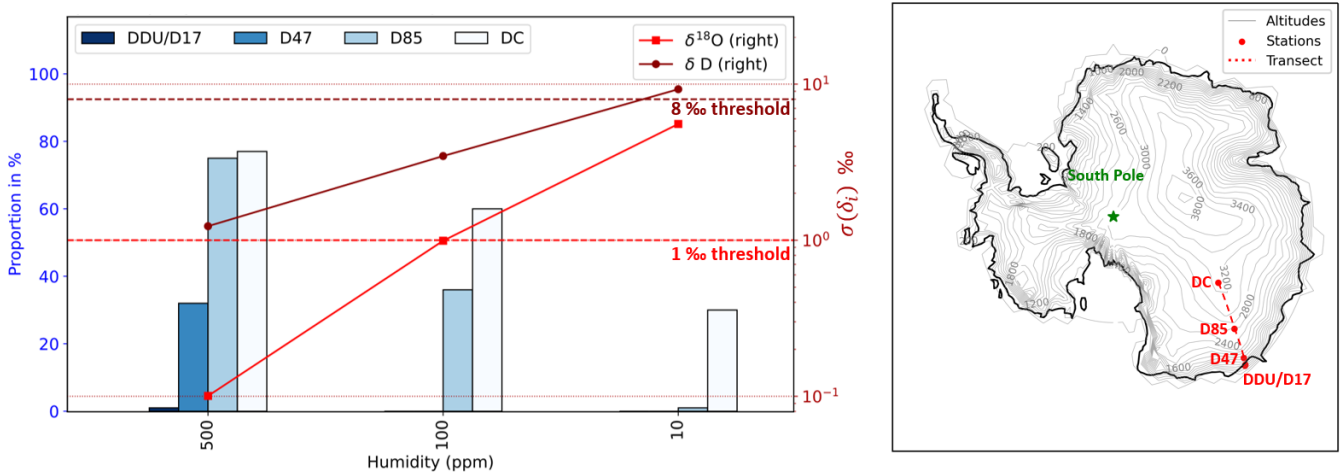 DDU/D17
D47
D85
DC
δ¹⁸O (right)
δ D (right)
100
80
60
40
20
0
Proportion in %
10¹
10⁰
10⁻¹
σ(δᵢ) ‰
8 ‰ threshold
1 ‰ threshold
500
100
10
Humidity (ppm)
Altitudes
Stations
Transect
0
2000
2200
1400
2600
3000
200
South Pole
3600
3400
3800
1800
1800
1200
3200
DC
2800
D85
2400
D47
1600
DDU/D17